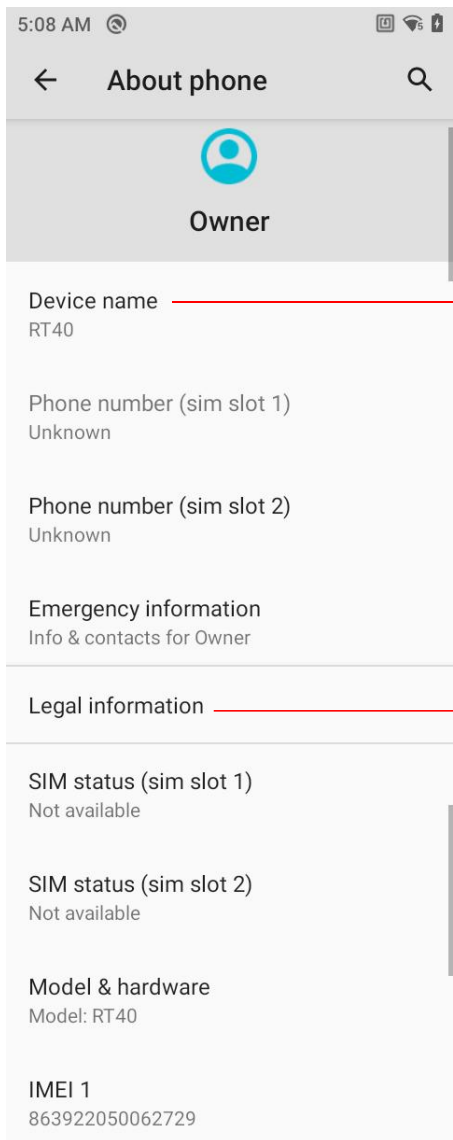 5:08 AM
About phone
Owner
Device name
RT40
Phone number (sim slot 1)
Unknown
Phone number (sim slot 2)
Unknown
Emergency information
Info & contacts for Owner
Legal information
SIM status (sim slot 1)
Not available
SIM status (sim slot 2)
Not available
Model & hardware
Model: RT40
IMEI 1
863922050062729